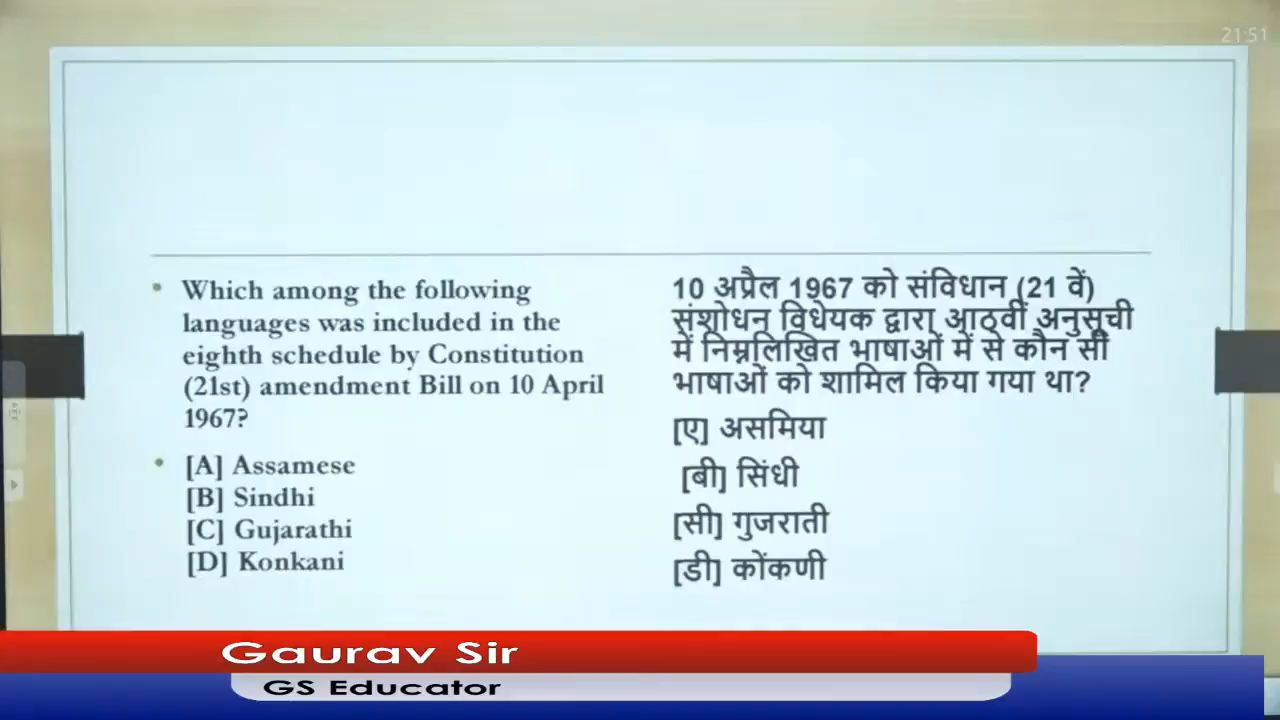 21:51
Which among the following
languages was included in the
eighth schedule by Constitution
(21st) amendment Bill on 10 April
1967?
[A] Assamese
[B] Sindhi
[C] Gujarathi
[D] Konkani
10 अप्रैल 1967 को संविधान (21 वें)
संशोधन विधेयक द्वारा आठवीं अनुसूची
में निम्नलिखित भाषाओं में से कौन सी
भाषाओं को शामिल किया गया था?
[ए] असमिया
[बी] सिंधी
[सी] गुजराती
[डी] कोंकणी
Gaurav Sir
GS Educator